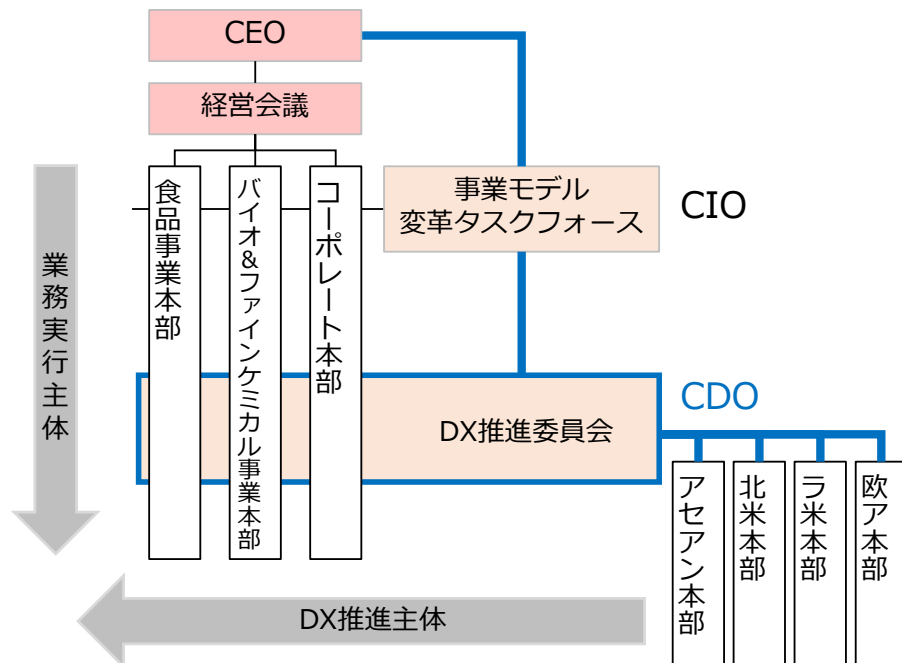 CEO
経営会議
事業モデル
変革タスクフォース
CIO
食品事業本部
バイオ&ファインケミカル事業本部
コーポレート本部
業務実行主体
CDO
DX推進委員会
アセアン本部
北米本部
ラ米本部
欧ア本部
DX推進主体